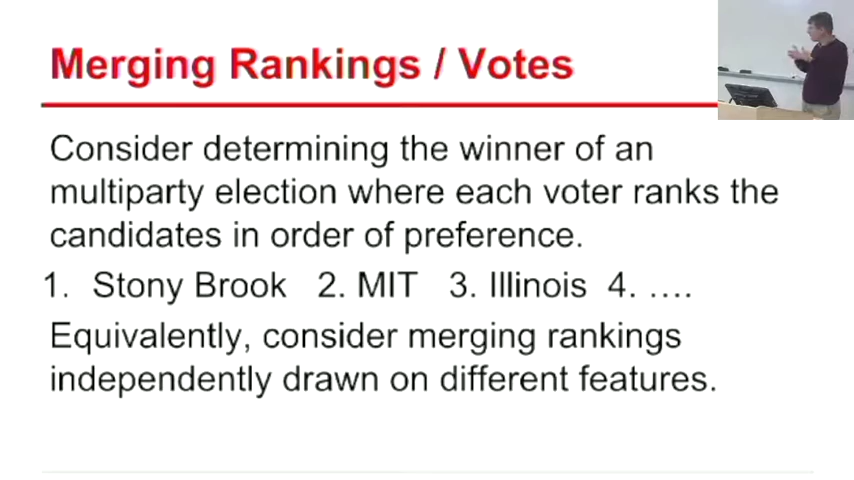 Merging Rankings / Votes
Consider determining the winner of an
multiparty election where each voter ranks the
candidates in order of preference.
1. Stony Brook 2. MIT 3. Illinois 4. ….
Equivalently, consider merging rankings
independently drawn on different features.